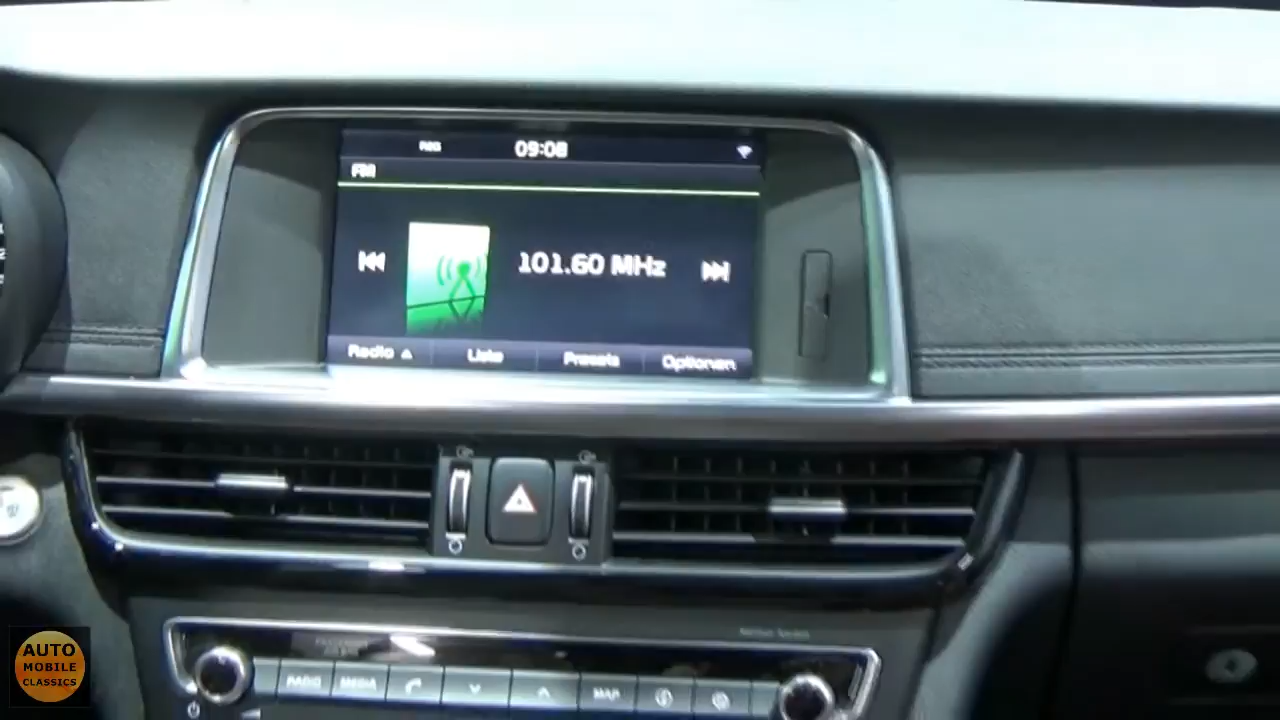 09:08
FM
101.60 MHz
Radio Liste Presets Optionen
RADIO MEDIA MAP
AUTO
MOBILE
CLASSICS